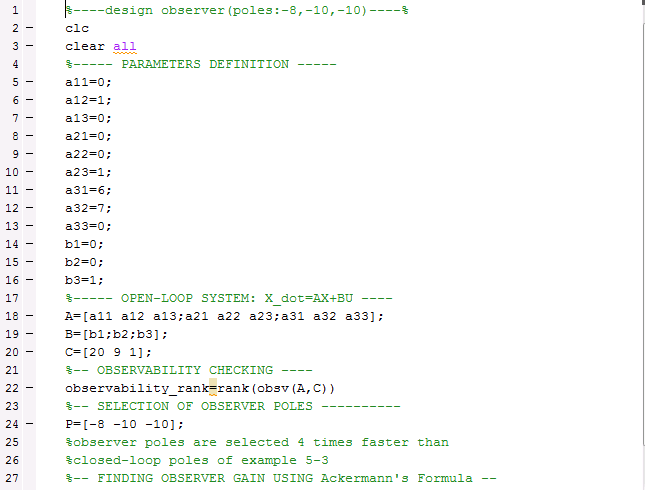 1 %----design observer(poles:-8,-10,-10)----%
2 – clc
3 – clear all
4 %----- PARAMETERS DEFINITION -----
5 – a11=0;
6 – a12=1;
7 – a13=0;
8 – a21=0;
9 – a22=0;
10 – a23=1;
11 – a31=6;
12 – a32=7;
13 – a33=0;
14 – b1=0;
15 – b2=0;
16 – b3=1;
17 %----- OPEN-LOOP SYSTEM: X_dot=AX+BU ----
18 – A=[a11 a12 a13;a21 a22 a23;a31 a32 a33];
19 – B=[b1;b2;b3];
20 – C=[20 9 1];
21 %-- OBSERVABILITY CHECKING ----
22 – observability_rank=rank(obsv(A,C))
23 %-- SELECTION OF OBSERVER POLES ----------
24 – P=[-8 -10 -10];
25 %observer poles are selected 4 times faster than
26 %closed-loop poles of example 5-3
27 %-- FINDING OBSERVER GAIN USING Ackermann's Formula --